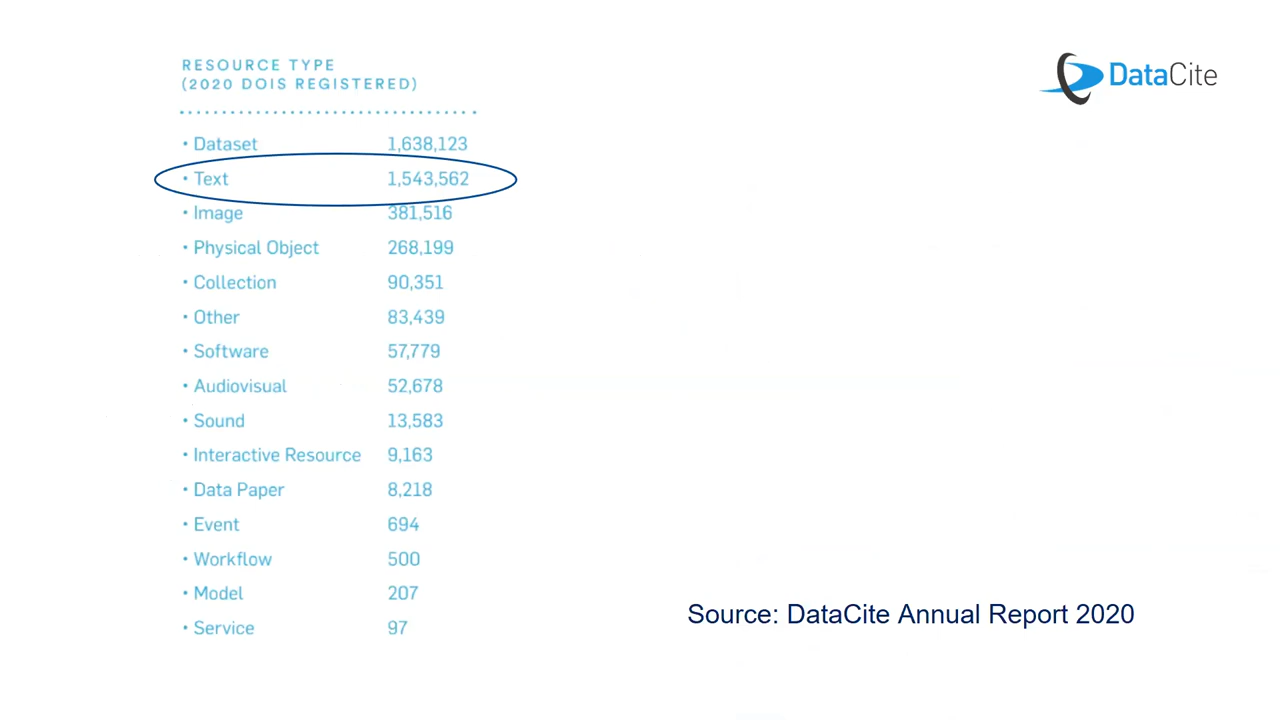 RESOURCE TYPE
(2020 DOIS REGISTERED)
DataCite
• Dataset 1,638,123
• Text 1,543,562
• Image 381,516
• Physical Object 268,199
• Collection 90,351
• Other 83,439
• Software 57,779
• Audiovisual 52,678
• Sound 13,583
• Interactive Resource 9,163
• Data Paper 8,218
• Event 694
• Workflow 500
• Model 207
• Service 97
Source: DataCite Annual Report 2020